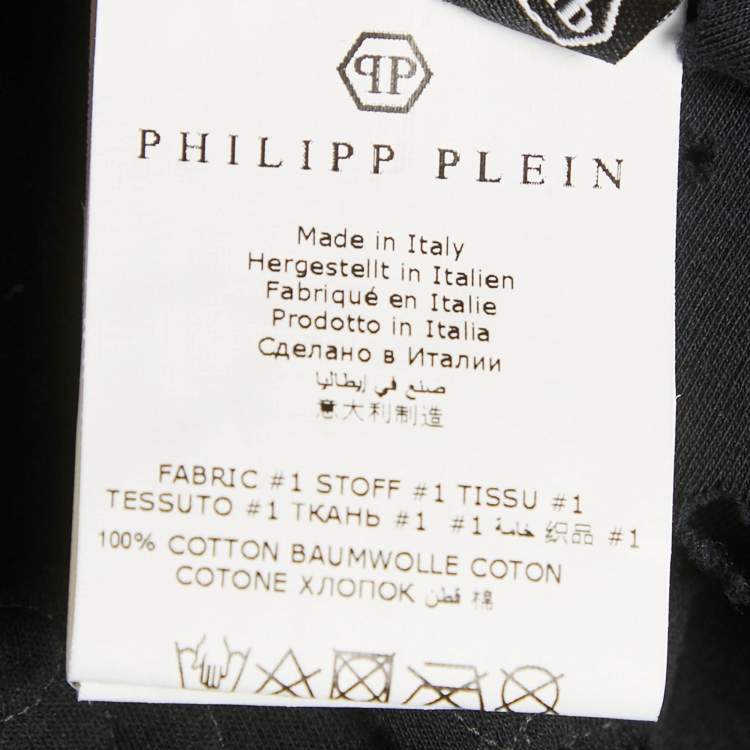 PP
PHILIPP PLEIN
Made in Italy
Hergestellt in Italien
Fabriqué en Italie
Prodotto in Italia
Сделано в Италии
صنع في إيطاليا
意大利制造
FABRIC #1 STOFF #1 TISSU #1
TESSUTO #1 ТКАНЬ #1 #1 خامة 织品 #1
100% COTTON BAUMWOLLE COTON
COTONE ХЛОПОК قطن 棉